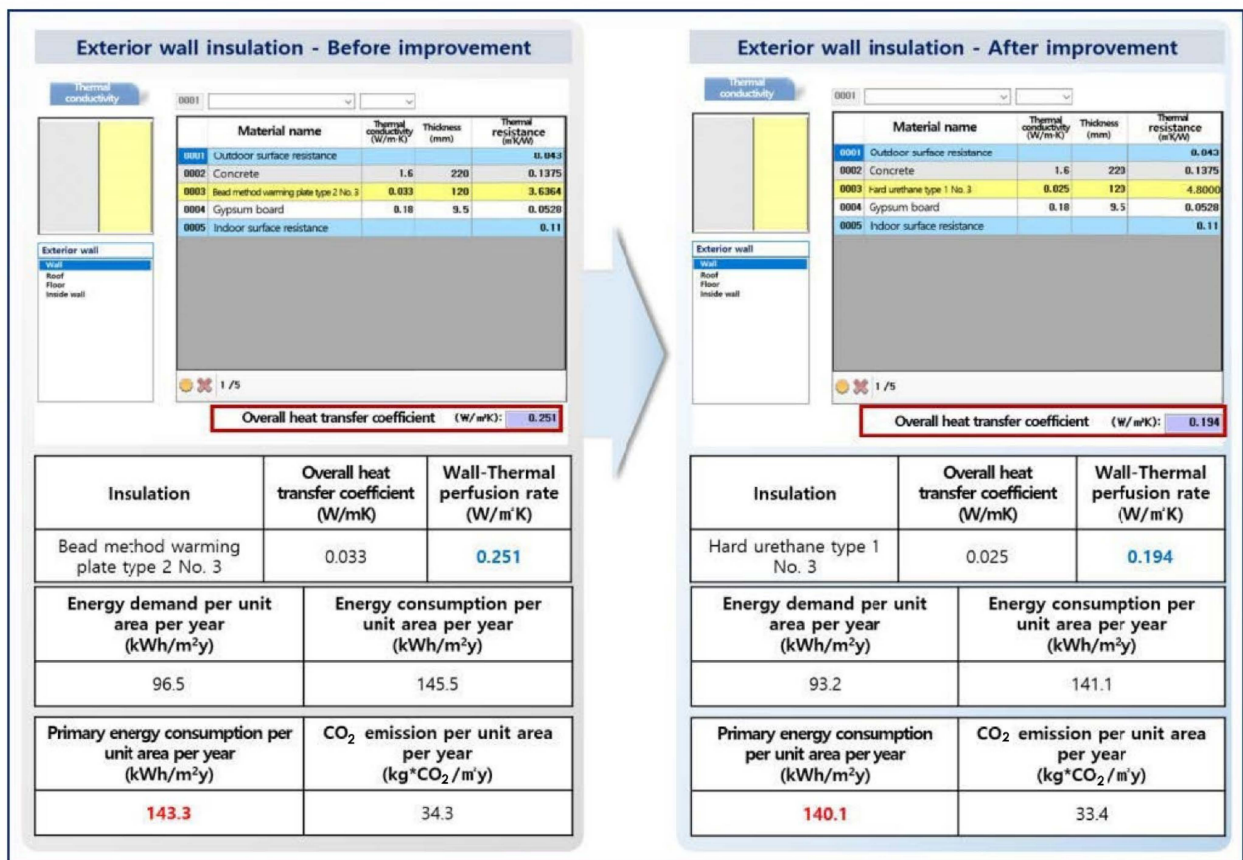 Exterior wall insulation - Before improvement
Thermal
conductivity
0001
Material name
Thermal
conductivity
(W/m·K)
Thickness
(mm)
Thermal
resistance
(㎡K/W)
0001 Outdoor surface resistance 0.043
0002 Concrete 1.6 220 0.1375
0003 Bead method warming plate type 2 No. 3 0.033 120 3.6364
0004 Gypsum board 0.18 9.5 0.0528
0005 Indoor surface resistance 0.11
Exterior wall
Wall
Roof
Floor
Inside wall
1 /5
Overall heat transfer coefficient (W/㎡K): 0.251
Insulation
Overall heat
transfer coefficient
(W/mK)
Wall-Thermal
perfusion rate
(W/㎡K)
Bead method warming
plate type 2 No. 3
0.033
0.251
Energy demand per unit
area per year
(kWh/m²y)
Energy consumption per
unit area per year
(kWh/m²y)
96.5
145.5
Primary energy consumption per
unit area per year
(kWh/m²y)
CO₂ emission per unit area
per year
(kg*CO₂/㎡y)
143.3
34.3
Exterior wall insulation - After improvement
Thermal
conductivity
0001
Material name
Thermal
conductivity
(W/m·K)
Thickness
(mm)
Thermal
resistance
(㎡K/W)
0001 Outdoor surface resistance 0.043
0002 Concrete 1.6 220 0.1375
0003 Hard urethane type 1 No. 3 0.025 120 4.8000
0004 Gypsum board 0.18 9.5 0.0528
0005 Indoor surface resistance 0.11
Exterior wall
Wall
Roof
Floor
Inside wall
1 /5
Overall heat transfer coefficient (W/㎡K): 0.194
Insulation
Overall heat
transfer coefficient
(W/mK)
Wall-Thermal
perfusion rate
(W/㎡K)
Hard urethane type 1
No. 3
0.025
0.194
Energy demand per unit
area per year
(kWh/m²y)
Energy consumption per
unit area per year
(kWh/m²y)
93.2
141.1
Primary energy consumption
per unit area per year
(kWh/m²y)
CO₂ emission per unit area
per year
(kg*CO₂/㎡y)
140.1
33.4